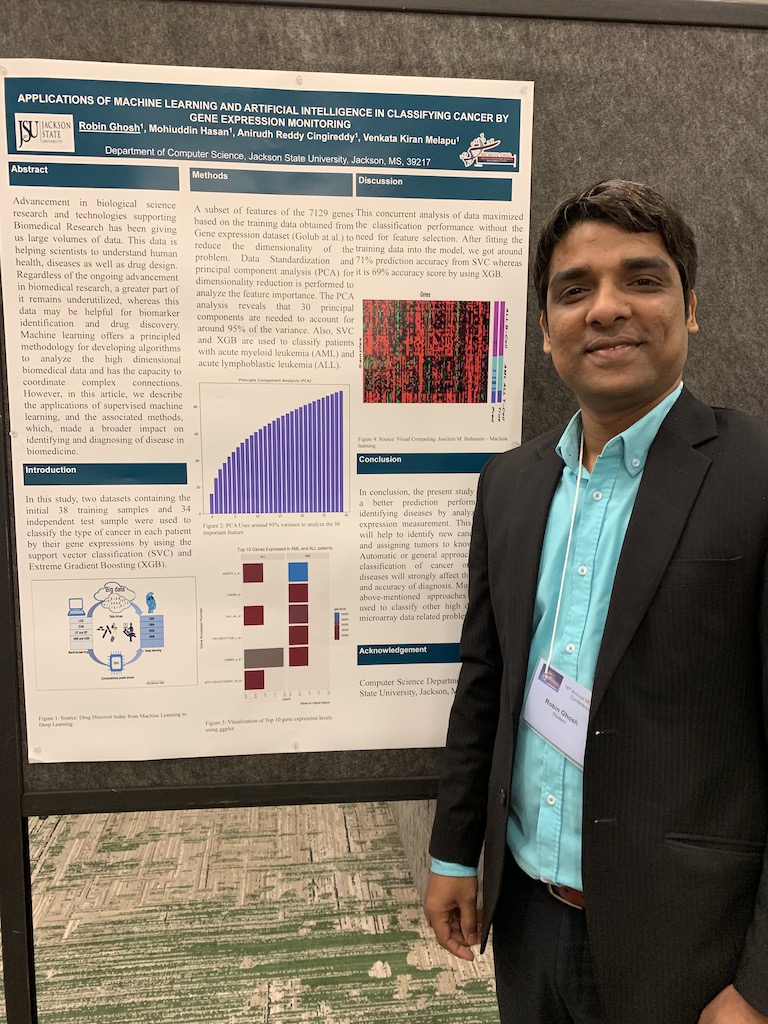 APPLICATIONS OF MACHINE LEARNING AND ARTIFICIAL INTELLIGENCE IN CLASSIFYING CANCER BY
GENE EXPRESSION MONITORING
Robin Ghosh¹, Mohiuddin Hasan¹, Anirudh Reddy Cingireddy¹, Venkata Kiran Melapu¹
Department of Computer Science, Jackson State University, Jackson, MS, 39217
JSU JACKSON
STATE
UNIVERSITY
Abstract
Advancement in biological science
research and technologies supporting
Biomedical Research has been giving
us large volumes of data. This data is
helping scientists to understand human
health, diseases as well as drug design.
Regardless of the ongoing advancement
in biomedical research, a greater part of
it remains underutilized, whereas this
data may be helpful for biomarker
identification and drug discovery.
Machine learning offers a principled
methodology for developing algorithms
to analyze the high dimensional
biomedical data and has the capacity to
coordinate complex connections.
However, in this article, we describe
the applications of supervised machine
learning, and the associated methods,
which, made a broader impact on
identifying and diagnosing of disease in
biomedicine.
Introduction
In this study, two datasets containing the
initial 38 training samples and 34
independent test sample were used to
classify the type of cancer in each patient
by their gene expressions by using the
support vector classification (SVC) and
Extreme Gradient Boosting (XGB).
Big data
Machine learning
Deep learning
Figure 1: Source: Drug Discover today from Machine Learning to
Deep Learning
Methods
A subset of features of the 7129 genes
based on the training data obtained from
Gene expression dataset (Golub at al.) to
reduce the dimensionality of the
problem. Data Standardization and
principal component analysis (PCA) for
dimensionality reduction is performed to
analyze the feature importance. The PCA
analysis reveals that 30 principal
components are needed to account for
around 95% of the variance. Also, SVC
and XGB are used to classify patients
with acute myeloid leukemia (AML) and
acute lymphoblastic leukemia (ALL).
Principle Component Analysis (PCA)
Figure 2: PCA Uses around 95% variance to analyze the 30
important feature
Top 10 Genes Expressed in AML and ALL patients
Figure 3: Visualization of Top 10 gene expression levels
using ggplot
Discussion
This concurrent analysis of data maximized
the classification performance without the
need for feature selection. After fitting the
training data into the model, we got around
71% prediction accuracy from SVC whereas
it is 69% accuracy score by using XGB.
Genes
Figure 4: Source: Visual Computing: Joachim M. Buhmann – Machine
learning
Conclusion
In conclusion, the present study
a better prediction perform
identifying diseases by analy
expression measurement. This
will help to identify new canc
and assigning tumors to know
Automatic or general approac
classification of cancer o
diseases will strongly affect th
and accuracy of diagnosis. Mo
above-mentioned approaches
used to classify other high d
microarray data related proble
Acknowledgement
Computer Science Departme
State University, Jackson, M
Robin Ghosh
Student